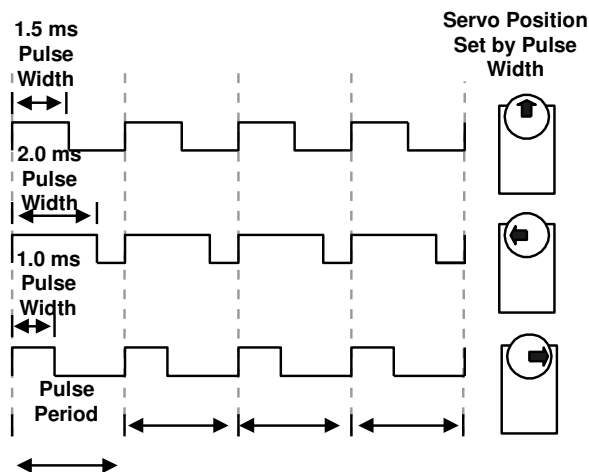 1.5 ms
Pulse
Width
Servo Position
Set by Pulse
Width
2.0 ms
Pulse
Width
1.0 ms
Pulse
Width
Pulse
Period